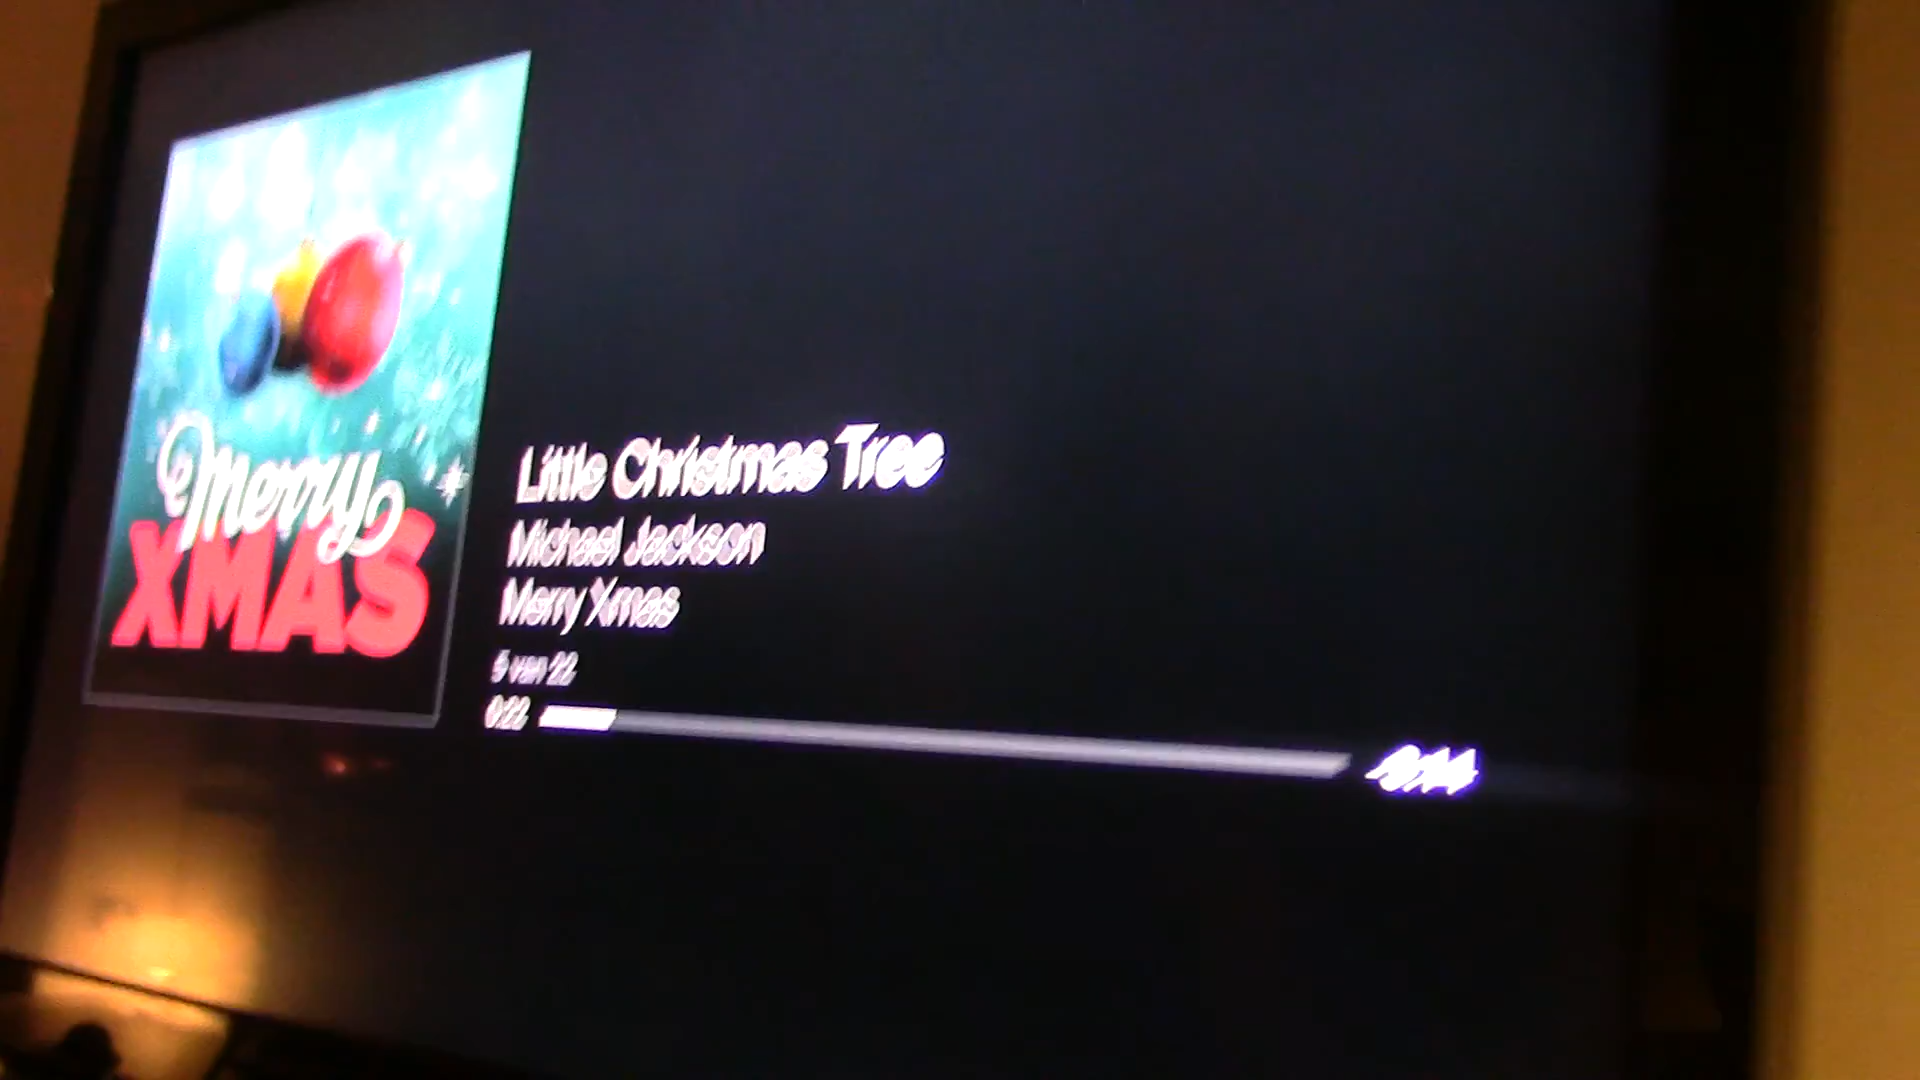 Merry
XMAS
Little Christmas Tree
Michael Jackson
Merry Xmas
5 van 22
0:22